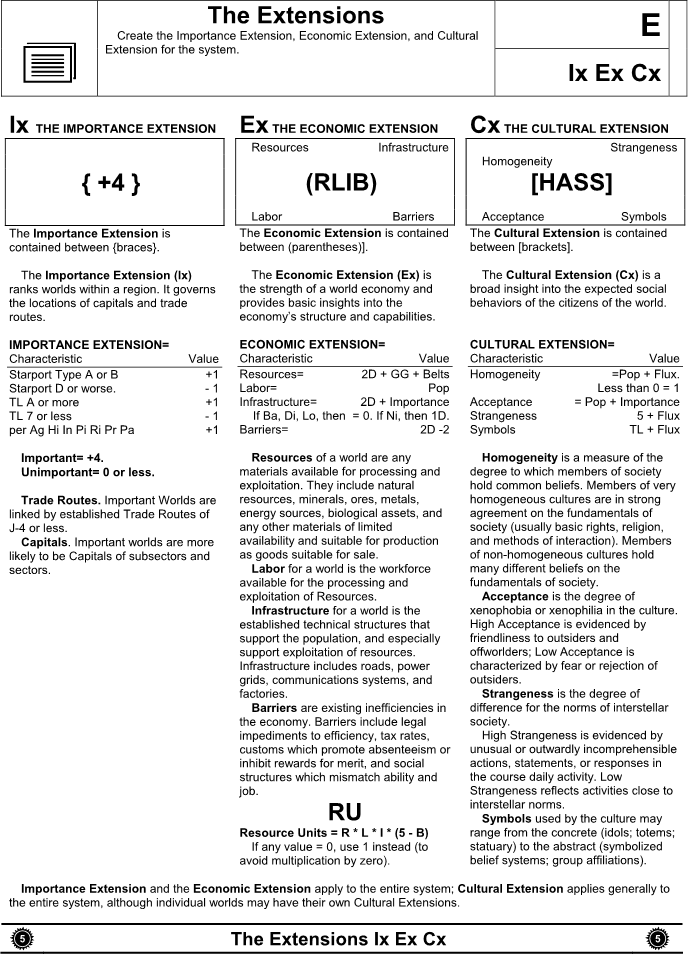 The Extensions
Create the Importance Extension, Economic Extension, and Cultural
Extension for the system.
E
Ix Ex Cx
Ix THE IMPORTANCE EXTENSION
{ +4 }
The Importance Extension is
contained between {braces}.
The Importance Extension (Ix)
ranks worlds within a region. It governs
the locations of capitals and trade
routes.
IMPORTANCE EXTENSION=
Characteristic Value
Starport Type A or B +1
Starport D or worse. - 1
TL A or more +1
TL 7 or less - 1
per Ag Hi In Pi Ri Pr Pa +1
Important= +4.
Unimportant= 0 or less.
Trade Routes. Important Worlds are
linked by established Trade Routes of
J-4 or less.
Capitals. Important worlds are more
likely to be Capitals of subsectors and
sectors.
Ex THE ECONOMIC EXTENSION
Resources Infrastructure
(RLIB)
Labor Barriers
The Economic Extension is contained
between (parentheses)].
The Economic Extension (Ex) is
the strength of a world economy and
provides basic insights into the
economy's structure and capabilities.
ECONOMIC EXTENSION=
Characteristic Value
Resources= 2D + GG + Belts
Labor= Pop
Infrastructure= 2D + Importance
If Ba, Di, Lo, then = 0. If Ni, then 1D.
Barriers= 2D -2
Resources of a world are any
materials available for processing and
exploitation. They include natural
resources, minerals, ores, metals,
energy sources, biological assets, and
any other materials of limited
availability and suitable for production
as goods suitable for sale.
Labor for a world is the workforce
available for the processing and
exploitation of Resources.
Infrastructure for a world is the
established technical structures that
support the population, and especially
support exploitation of resources.
Infrastructure includes roads, power
grids, communications systems, and
factories.
Barriers are existing inefficiencies in
the economy. Barriers include legal
impediments to efficiency, tax rates,
customs which promote absenteeism or
inhibit rewards for merit, and social
structures which mismatch ability and
job.
RU
Resource Units = R * L * I * (5 - B)
If any value = 0, use 1 instead (to
avoid multiplication by zero).
Cx THE CULTURAL EXTENSION
Strangeness
Homogeneity
[HASS]
Acceptance Symbols
The Cultural Extension is contained
between [brackets].
The Cultural Extension (Cx) is a
broad insight into the expected social
behaviors of the citizens of the world.
CULTURAL EXTENSION=
Characteristic Value
Homogeneity =Pop + Flux.
Less than 0 = 1
Acceptance = Pop + Importance
Strangeness 5 + Flux
Symbols TL + Flux
Homogeneity is a measure of the
degree to which members of society
hold common beliefs. Members of very
homogeneous cultures are in strong
agreement on the fundamentals of
society (usually basic rights, religion,
and methods of interaction). Members
of non-homogeneous cultures hold
many different beliefs on the
fundamentals of society.
Acceptance is the degree of
xenophobia or xenophilia in the culture.
High Acceptance is evidenced by
friendliness to outsiders and
offworlders; Low Acceptance is
characterized by fear or rejection of
outsiders.
Strangeness is the degree of
difference for the norms of interstellar
society.
High Strangeness is evidenced by
unusual or outwardly incomprehensible
actions, statements, or responses in
the course daily activity. Low
Strangeness reflects activities close to
interstellar norms.
Symbols used by the culture may
range from the concrete (idols; totems;
statuary) to the abstract (symbolized
belief systems; group affiliations).
Importance Extension and the Economic Extension apply to the entire system; Cultural Extension applies generally to
the entire system, although individual worlds may have their own Cultural Extensions.
5 The Extensions Ix Ex Cx 5